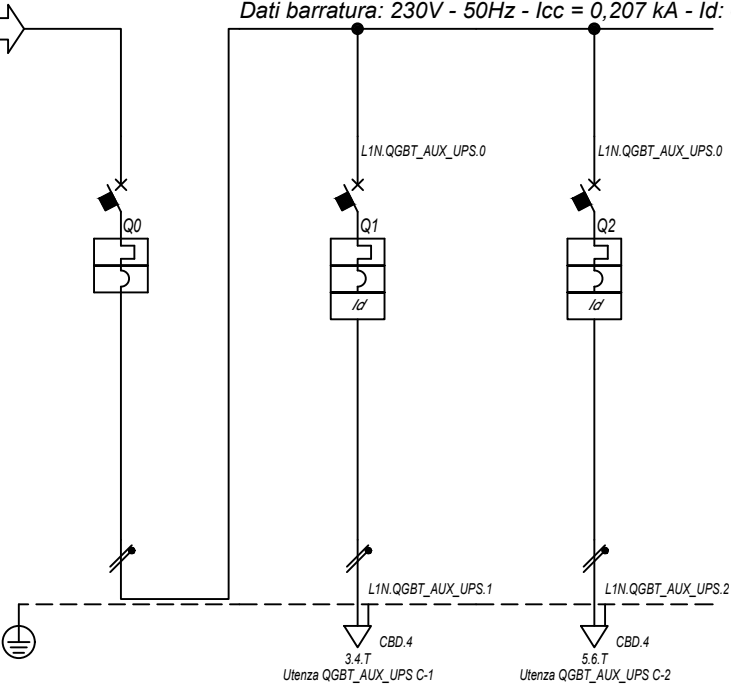 Dati barratura: 230V - 50Hz - Icc = 0,207 kA - Id:
L1N.QGBT_AUX_UPS.0
L1N.QGBT_AUX_UPS.0
Q0
Q1
Q2
Id
Id
L1N.QGBT_AUX_UPS.1
L1N.QGBT_AUX_UPS.2
CBD.4
CBD.4
3.4.T
5.6.T
Utenza QGBT_AUX_UPS C-1
Utenza QGBT_AUX_UPS C-2